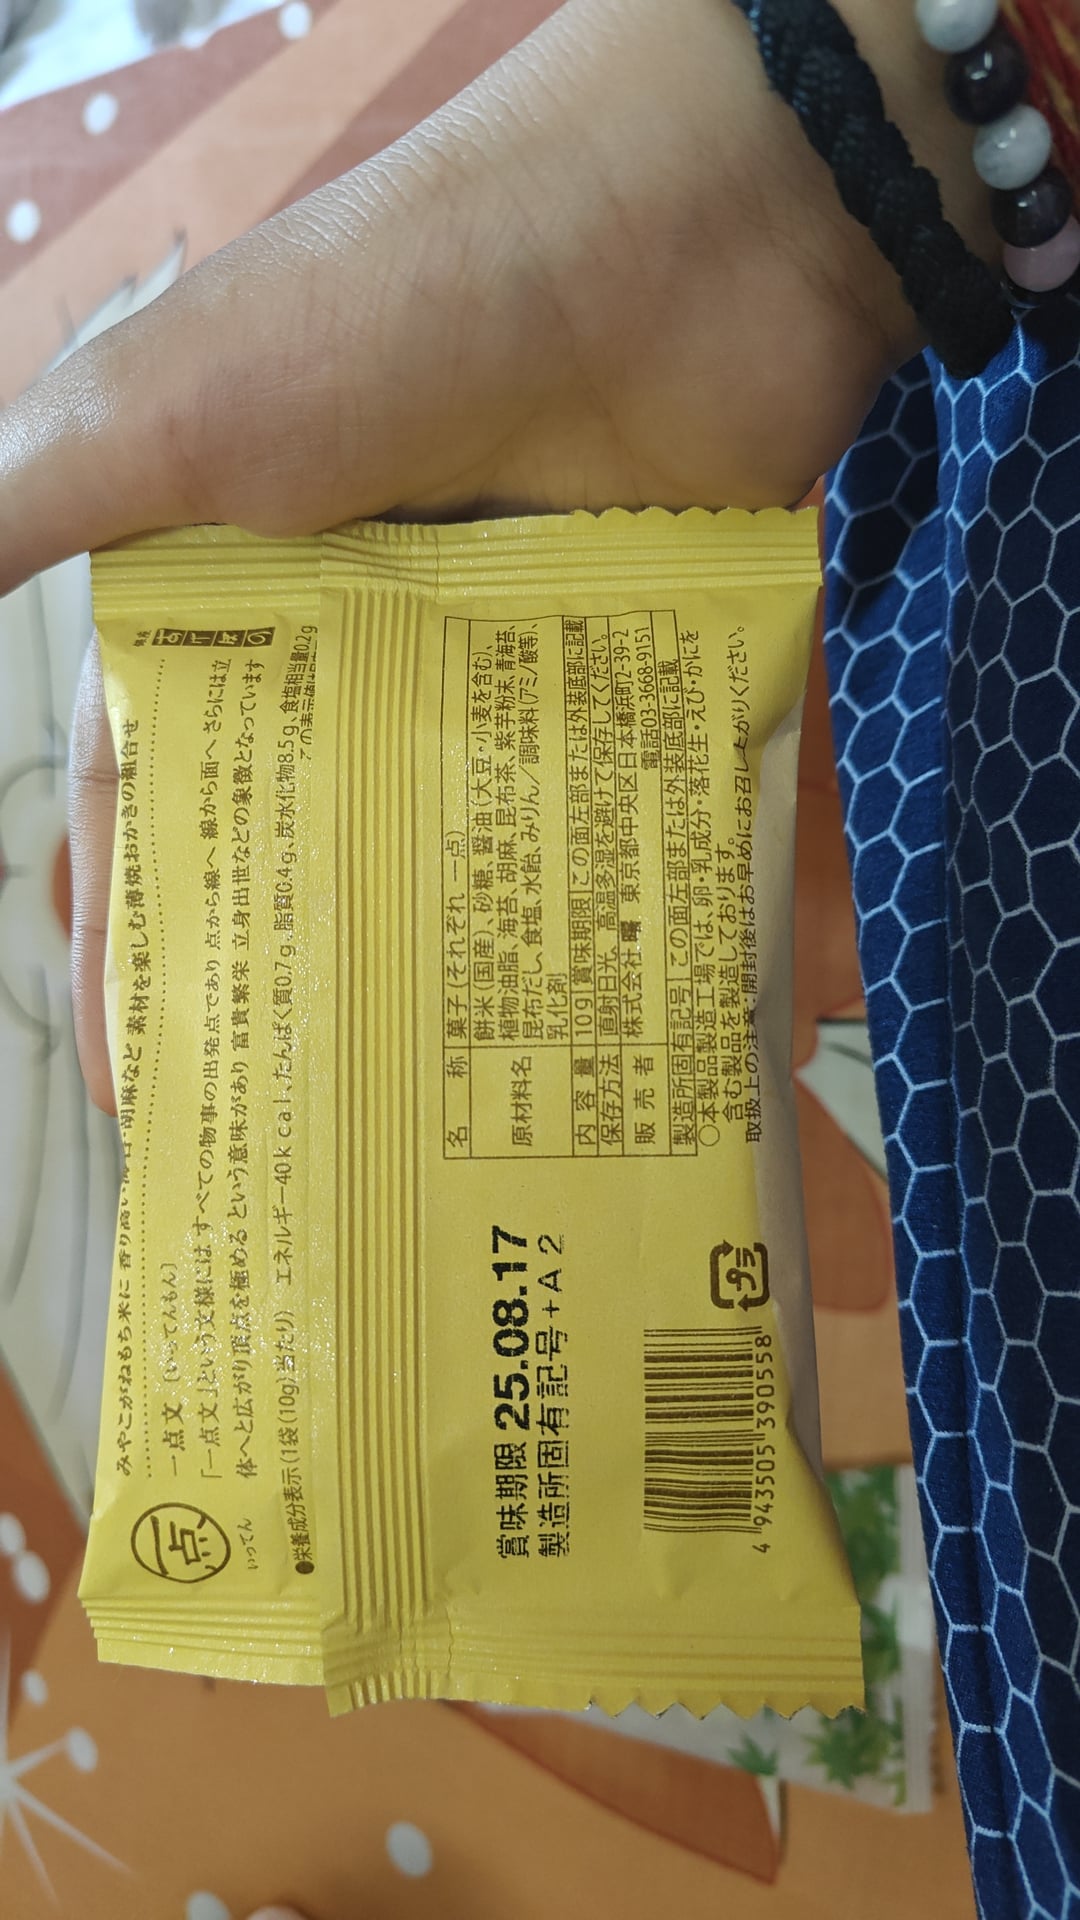 みやこがねもち米に 香り高い海苔・胡麻など 素材を楽しむ薄焼おかきの組合せ
一点文〔いってんもん〕
「一点文」という文様には すべての物事の出発点であり 点から線へ 線から面へ さらには立
体へと広がり頂点を極める という意味があり 富貴繁栄 立身出世などの象徴となっています
一点
いってん
銀座
あけぼの
●栄養成分表示(1袋(10g)当たり) エネルギー40kcal、たんぱく質0.7g、脂質0.4g、炭水化物8.5g、食塩相当量0.2g
この表示値は
名称 菓子(それぞれ 一点)
原材料名 餅米(国産)、砂糖、醤油(大豆・小麦を含む)、
植物油脂、海苔、胡麻、昆布茶、紫芋粉末、青海苔、
昆布だし、食塩、水飴、みりん／調味料(アミノ酸等)、
乳化剤
内容量 10g 賞味期限 この面左部または外装底部に記載
保存方法 直射日光、高温多湿を避けて保存してください。
販売者 株式会社 曙 東京都中央区日本橋浜町2-39-2
電話03-3668-9151
製造所固有記号 この面左部または外装底部に記載
○本製品製造工場では、卵・乳成分・落花生・えび・かにを
含む製品を製造しております。
取扱上の注意:開封後はお早めにお召し上がりください。
賞味期限 25.08.17
製造所固有記号+A2
プラ
4 943505 390558